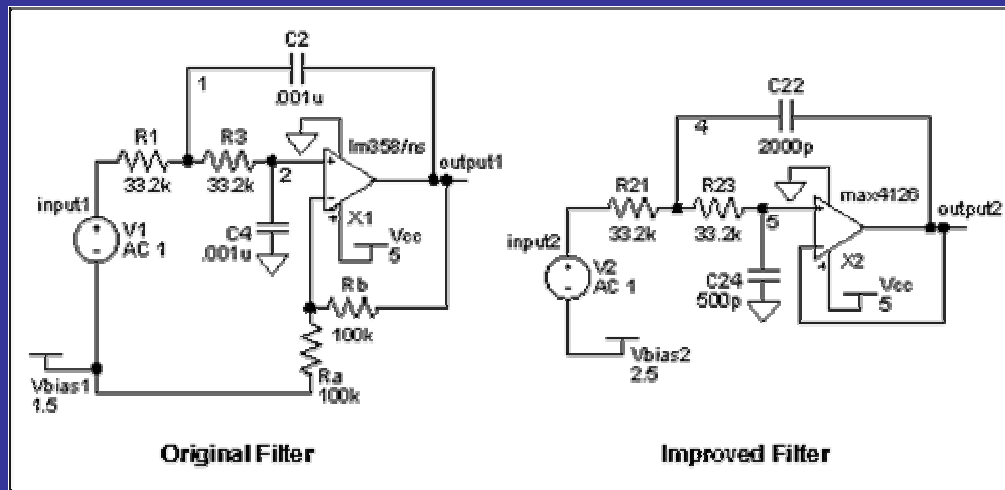 C2
1
.001u
R1
R3
lm358/ns
output1
33.2k
33.2k
2
input1
V1
AC 1
C4
.001u
X1
Vcc
5
Rb
100k
Ra
100k
Vbias1
1.5
Original Filter
C22
4
2000p
R21
R23
max4126
output2
33.2k
33.2k
5
input2
V2
AC 1
C24
500p
X2
Vcc
5
Vbias2
2.5
Improved Filter